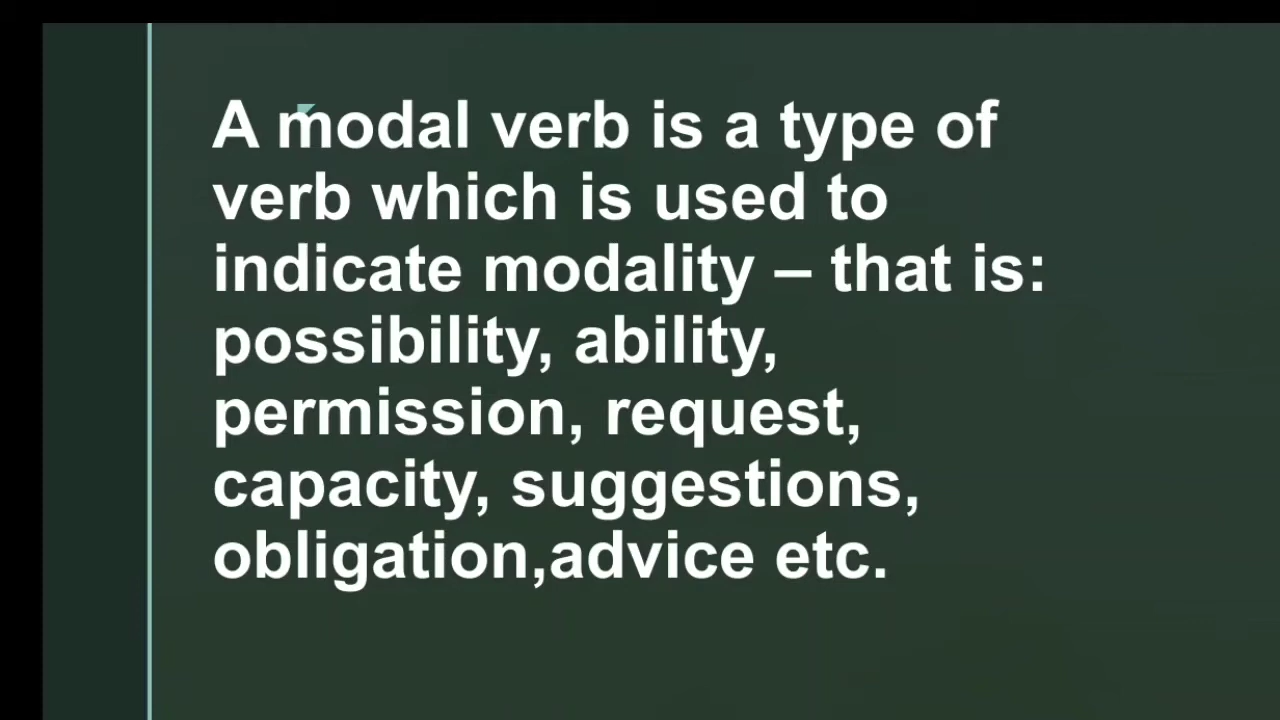 A modal verb is a type of
verb which is used to
indicate modality – that is:
possibility, ability,
permission, request,
capacity, suggestions,
obligation,advice etc.